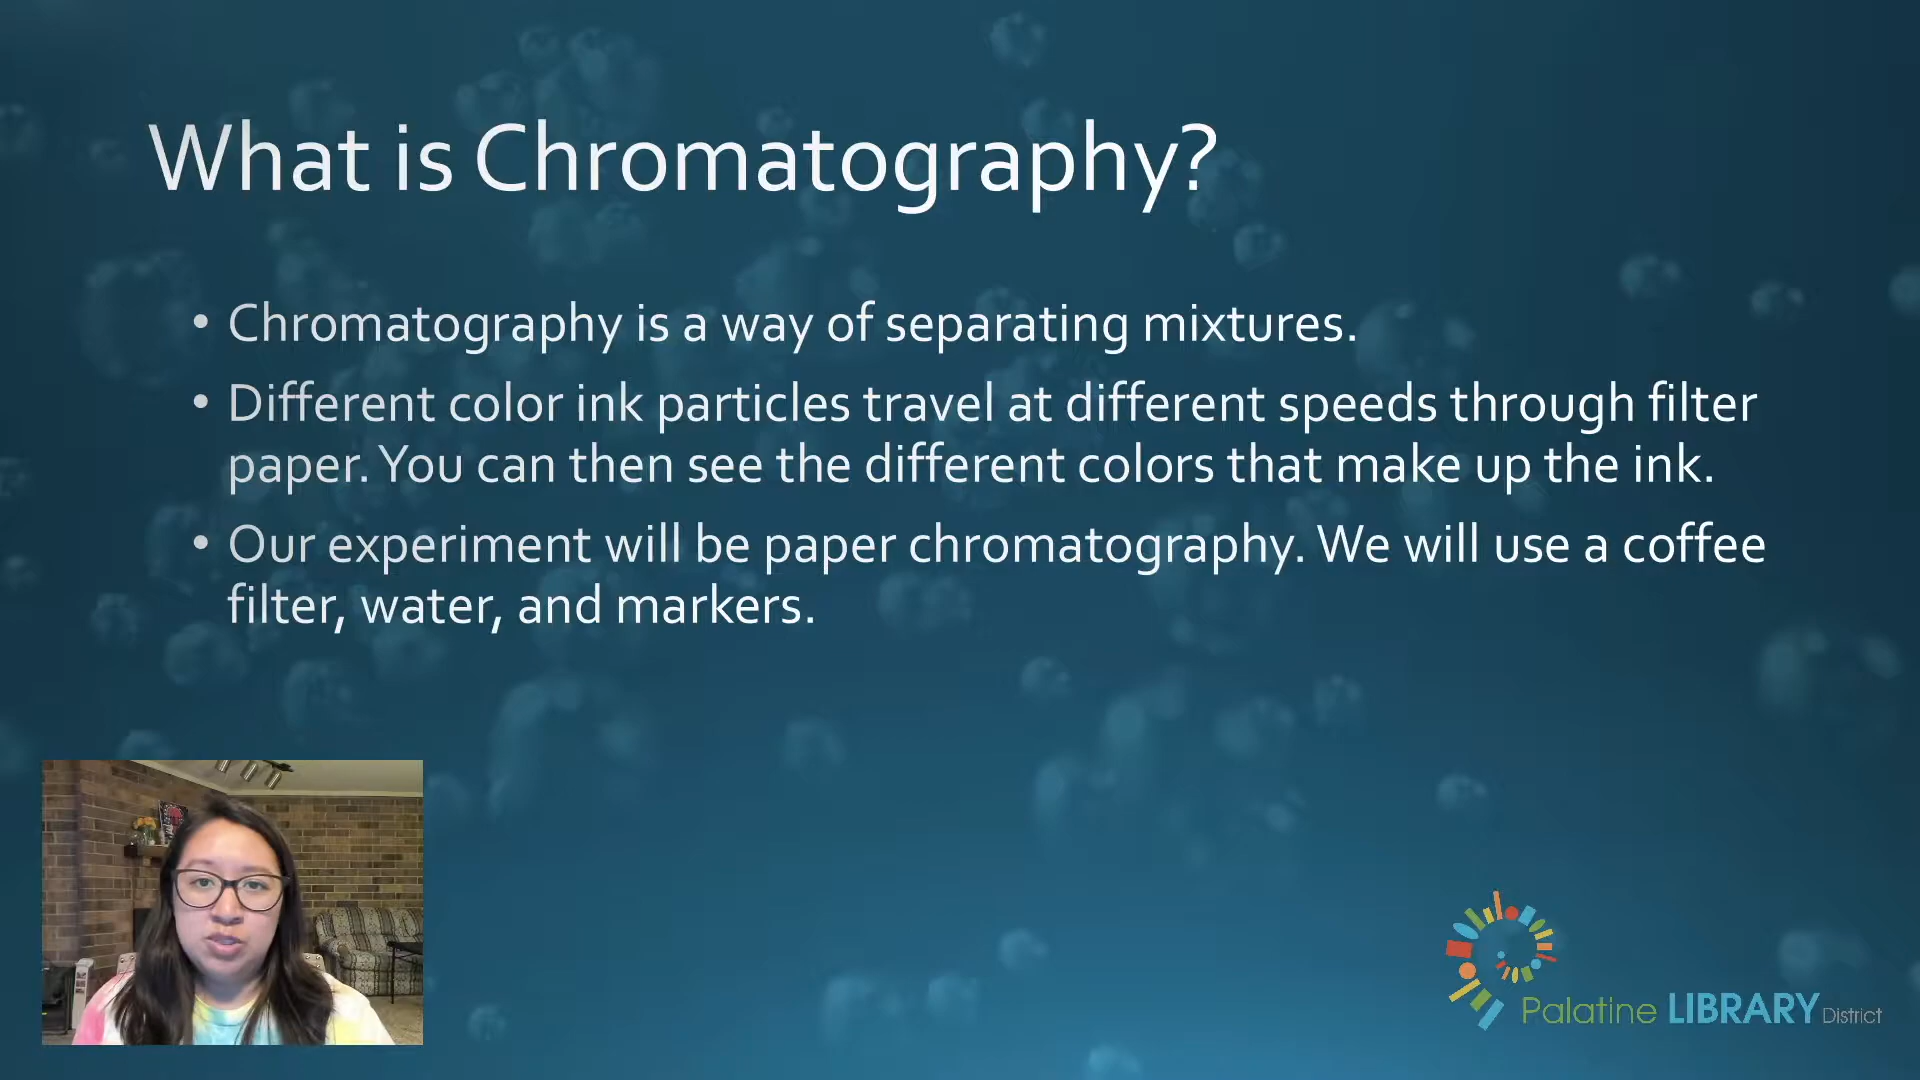 What is Chromatography?
• Chromatography is a way of separating mixtures.
• Different color ink particles travel at different speeds through filter
paper. You can then see the different colors that make up the ink.
• Our experiment will be paper chromatography. We will use a coffee
filter, water, and markers.
Palatine LIBRARY District